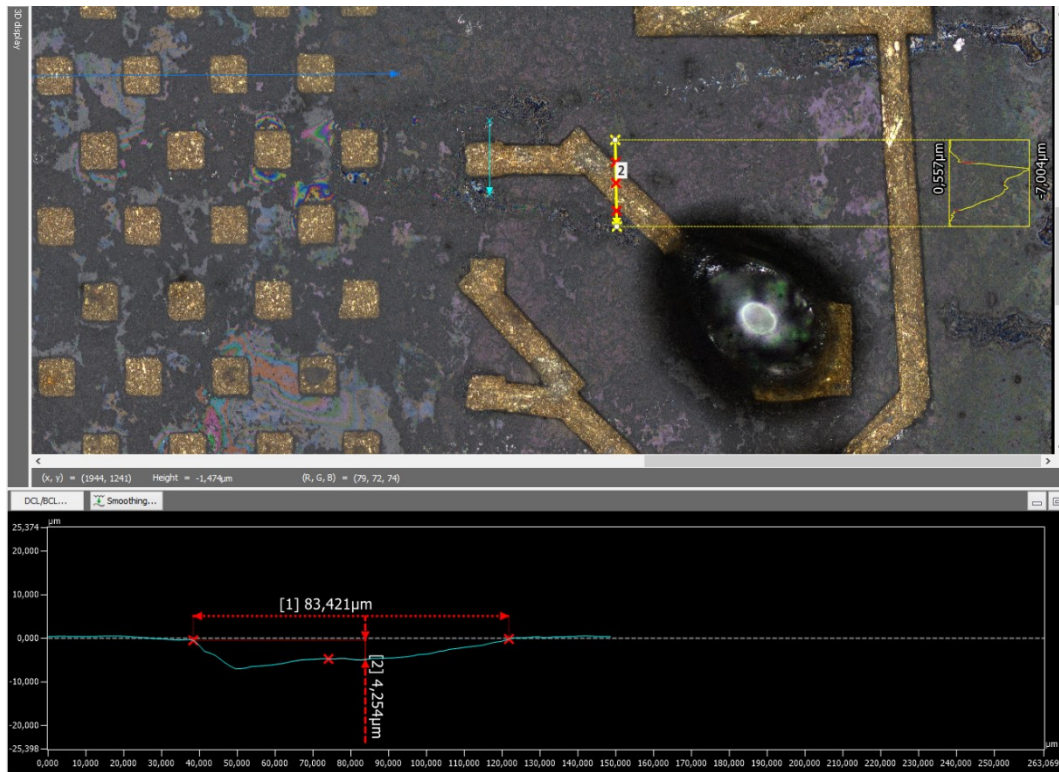 3D display
2
0,557µm
-7,004µm
(x, y) = (1944, 1241) Height = -1,474µm (R, G, B) = (79, 72, 74)
DCL/BCL... Smoothing...
µm
25,374
20,000
10,000
0,000
-10,000
-20,000
-25,398
[1] 83,421µm
[2] 4,254µm
µm
0,000 10,000 20,000 30,000 40,000 50,000 60,000 70,000 80,000 90,000 100,000 110,000 120,000 130,000 140,000 150,000 160,000 170,000 180,000 190,000 200,000 210,000 220,000 230,000 240,000 250,000 263,069